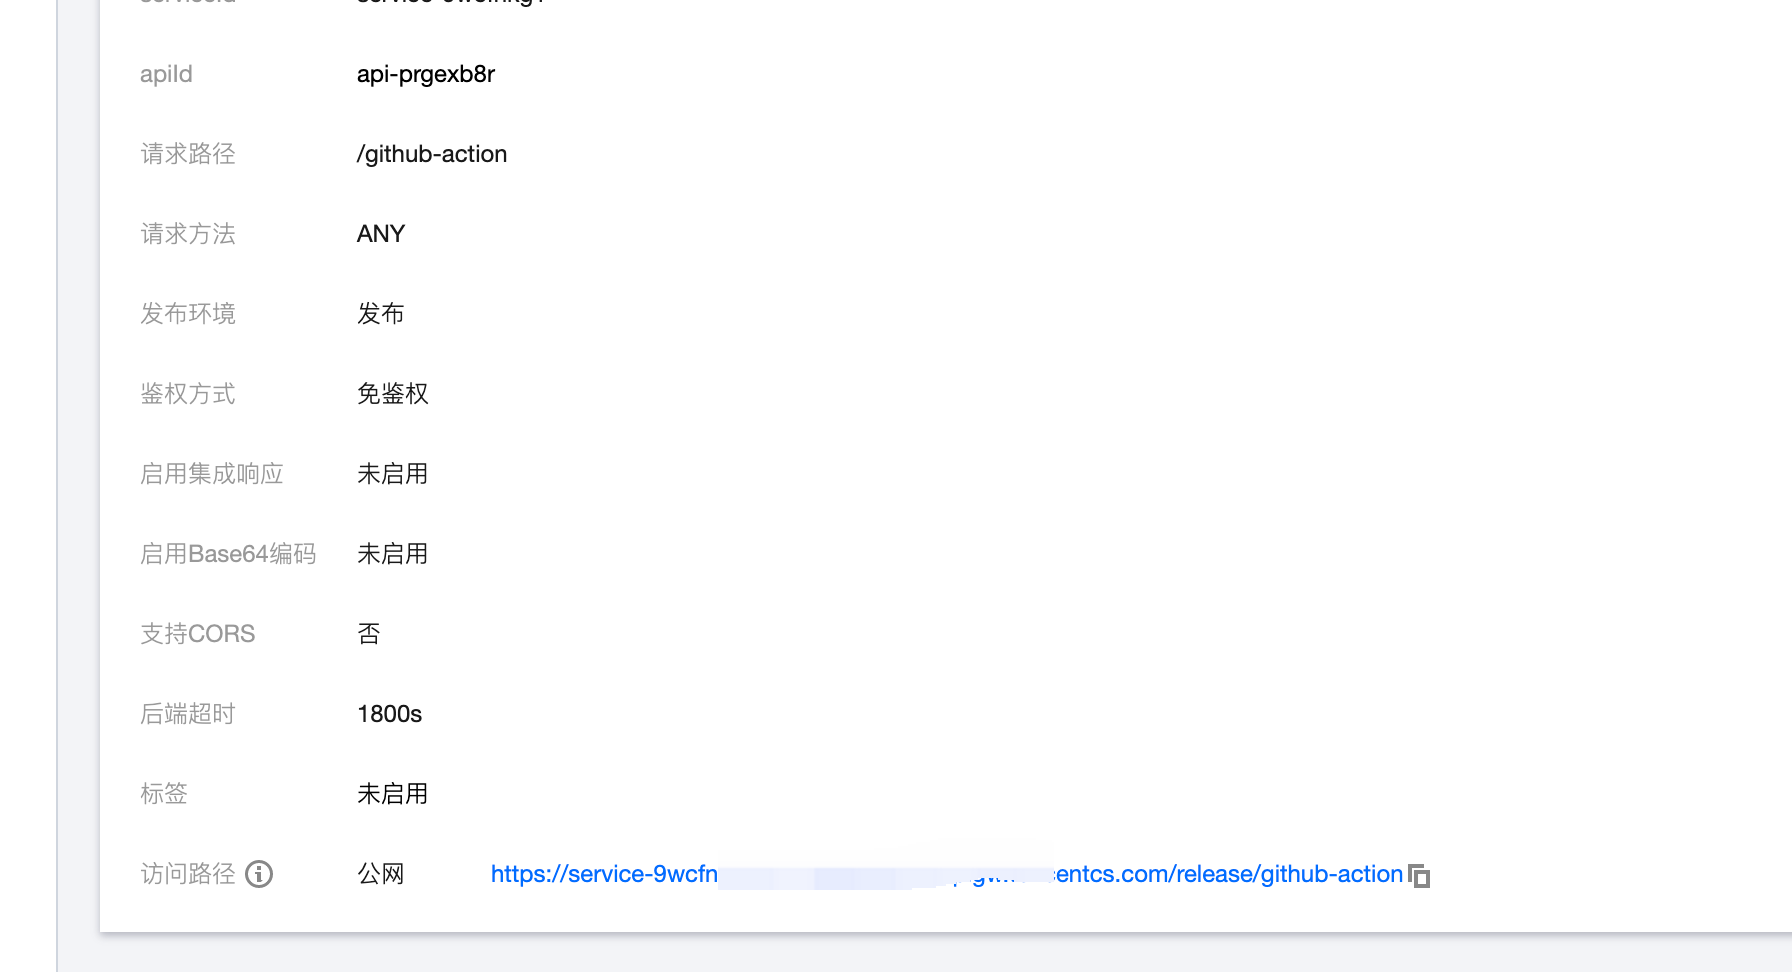 apiId api-prgexb8r
请求路径 /github-action
请求方法 ANY
发布环境 发布
鉴权方式 免鉴权
启用集成响应 未启用
启用Base64编码 未启用
支持CORS 否
后端超时 1800s
标签 未启用
访问路径 公网 https://service-9wcfn entcs.com/release/github-action